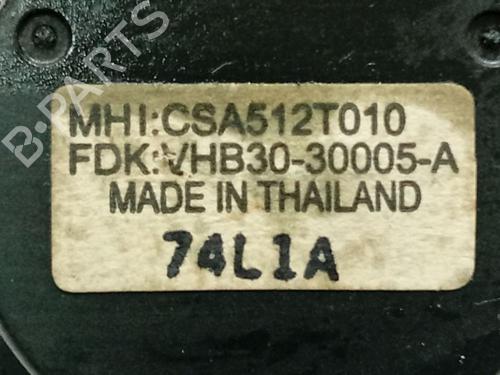 B-PARTS
MHI:CSA512T010
FDK:VHB30-30005-A
MADE IN THAILAND
74L1A